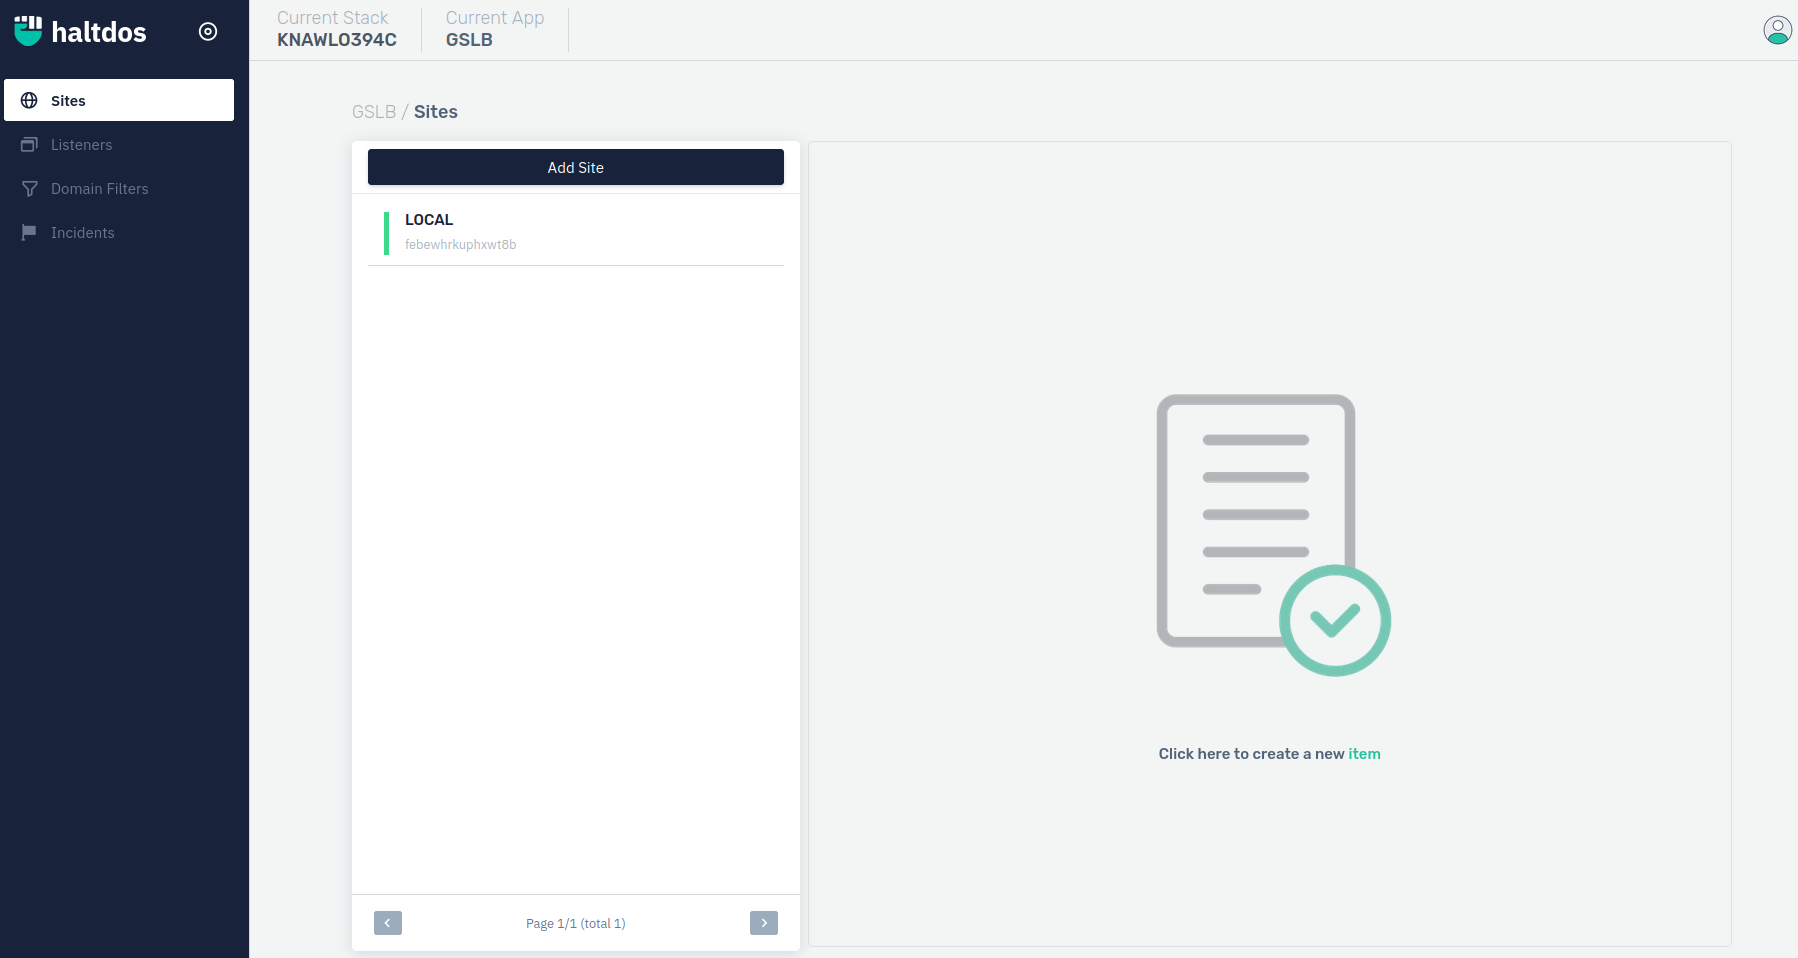 haltdos
Current Stack
KNAWLO394C
Current App
GSLB
Sites
Listeners
Domain Filters
Incidents
GSLB / Sites
Add Site
LOCAL
febewhrkuphxwt8b
Page 1/1 (total 1)
Click here to create a new item